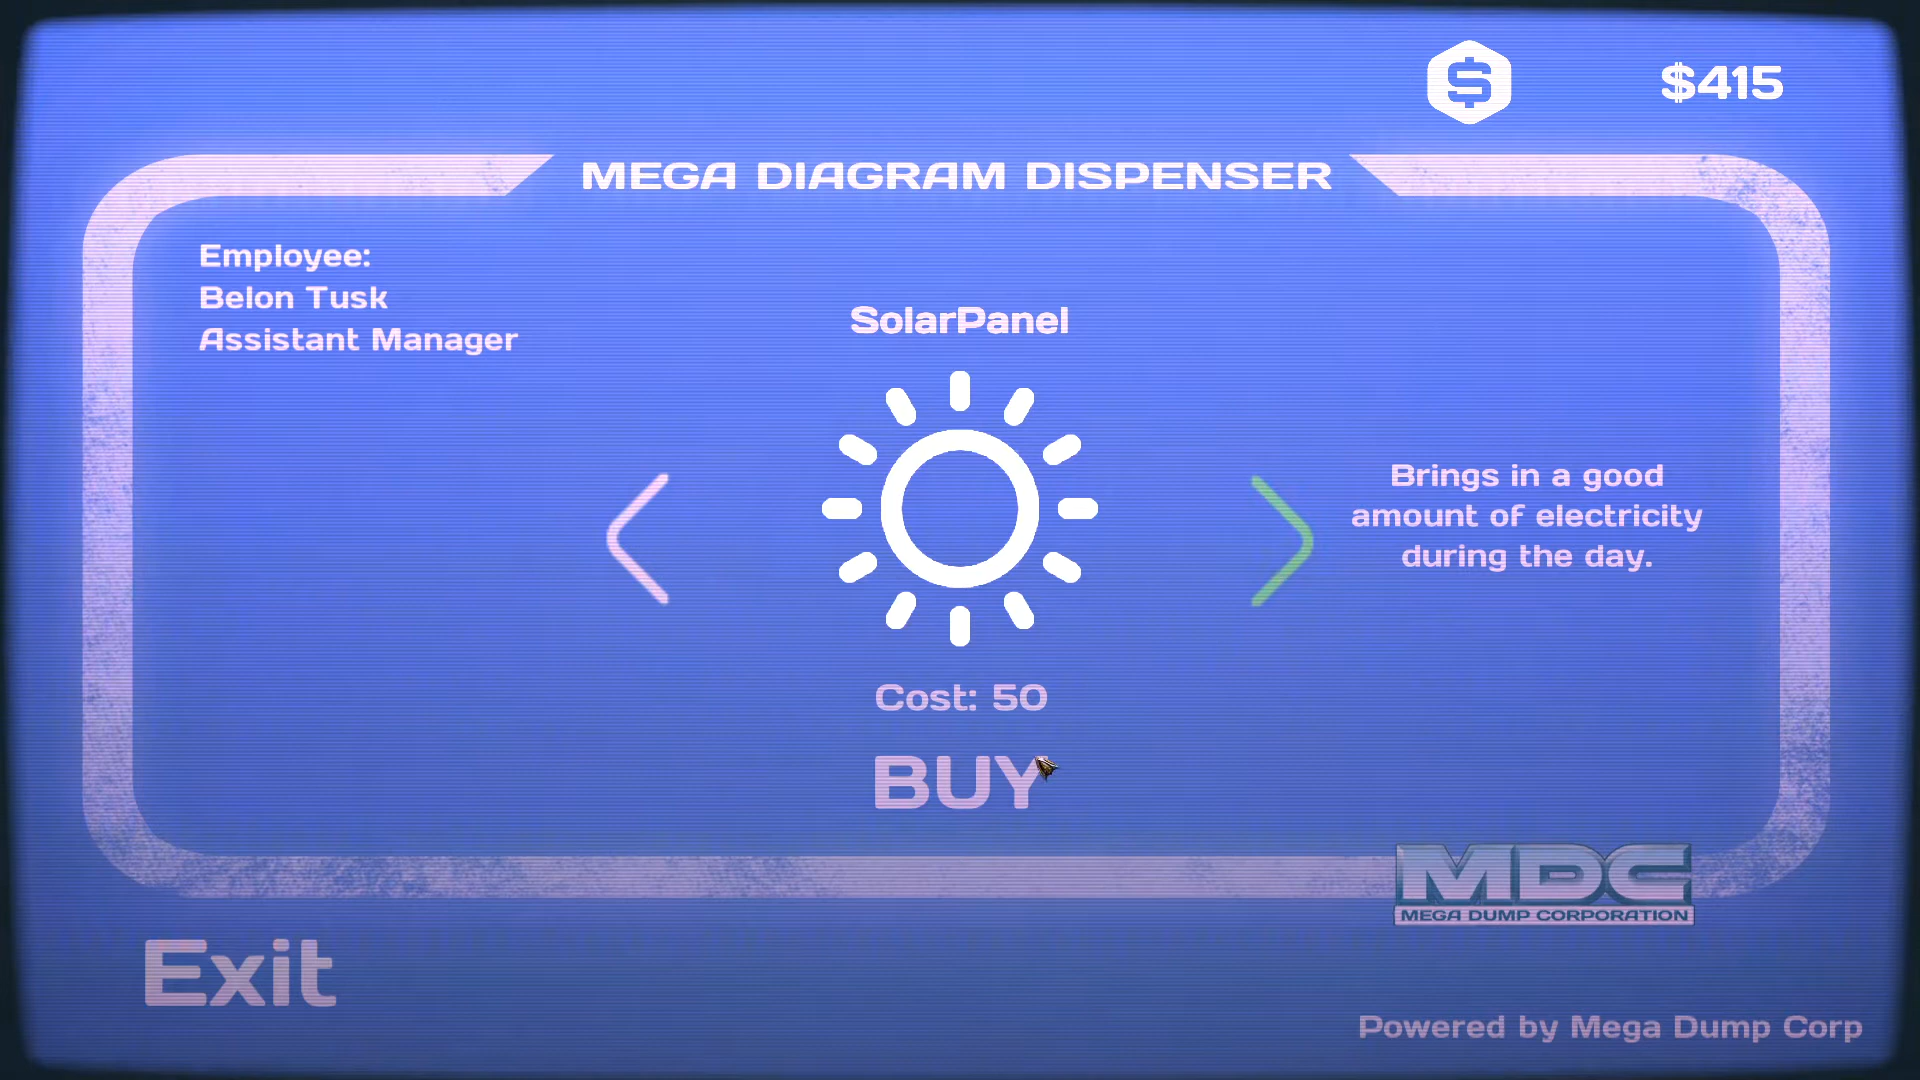 $
$415
MEGA DIAGRAM DISPENSER
Employee:
Belon Tusk
Assistant Manager
SolarPanel
Brings in a good
amount of electricity
during the day.
Cost: 50
BUY
MDC
MEGA DUMP CORPORATION
Exit
Powered by Mega Dump Corp